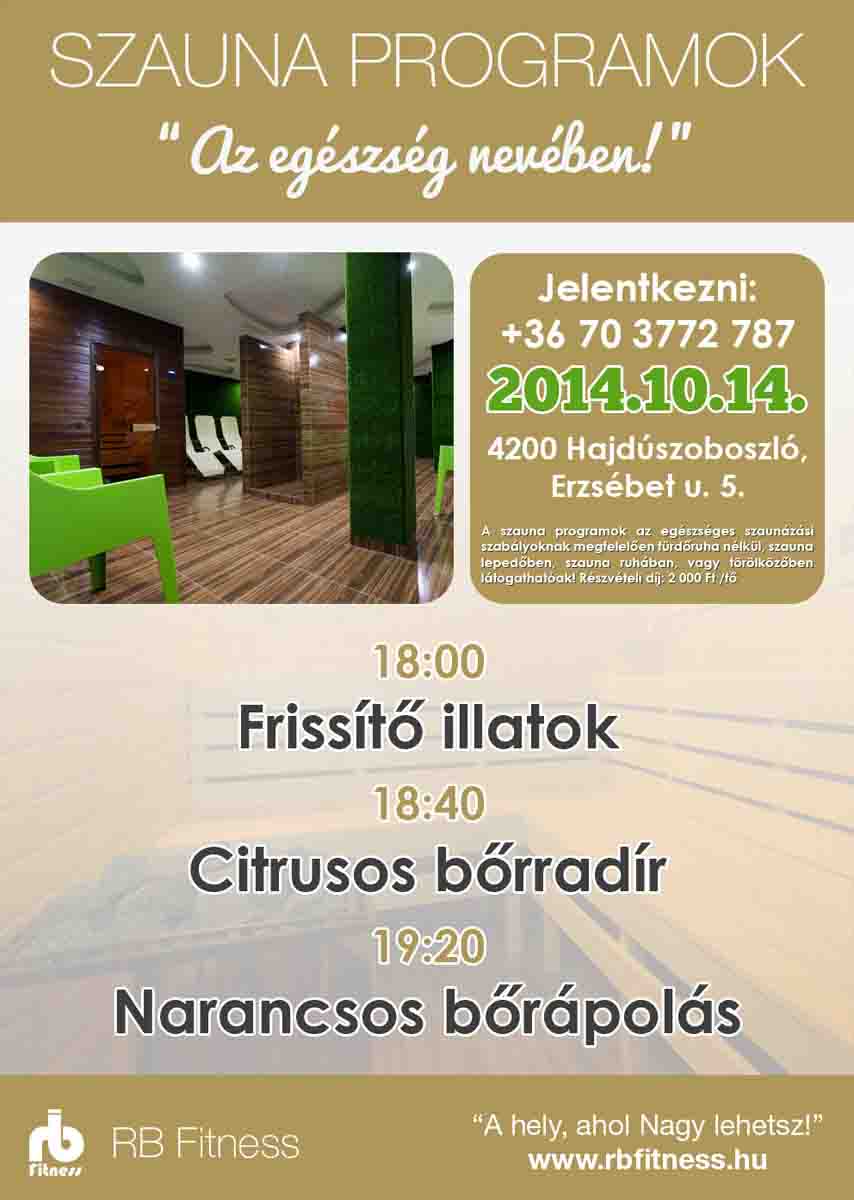 SZAUNA PROGRAMOK
“Az egészség nevében!”
Jelentkezni:
+36 70 3772 787
2014.10.14.
4200 Hajdúszoboszló,
Erzsébet u. 5.
A szauna programok az egészséges szaunázási
szabályoknak megfelelően fürdőruha nélkül, szauna
lepedőben, szauna ruhában, vagy törölközőben
látogathatóak! Részvételi díj: 2 000 Ft /fő
18:00
Frissítő illatok
18:40
Citrusos bőrradír
19:20
Narancsos bőrápolás
rb
Fitness
RB Fitness
“A hely, ahol Nagy lehetsz!”
www.rbfitness.hu